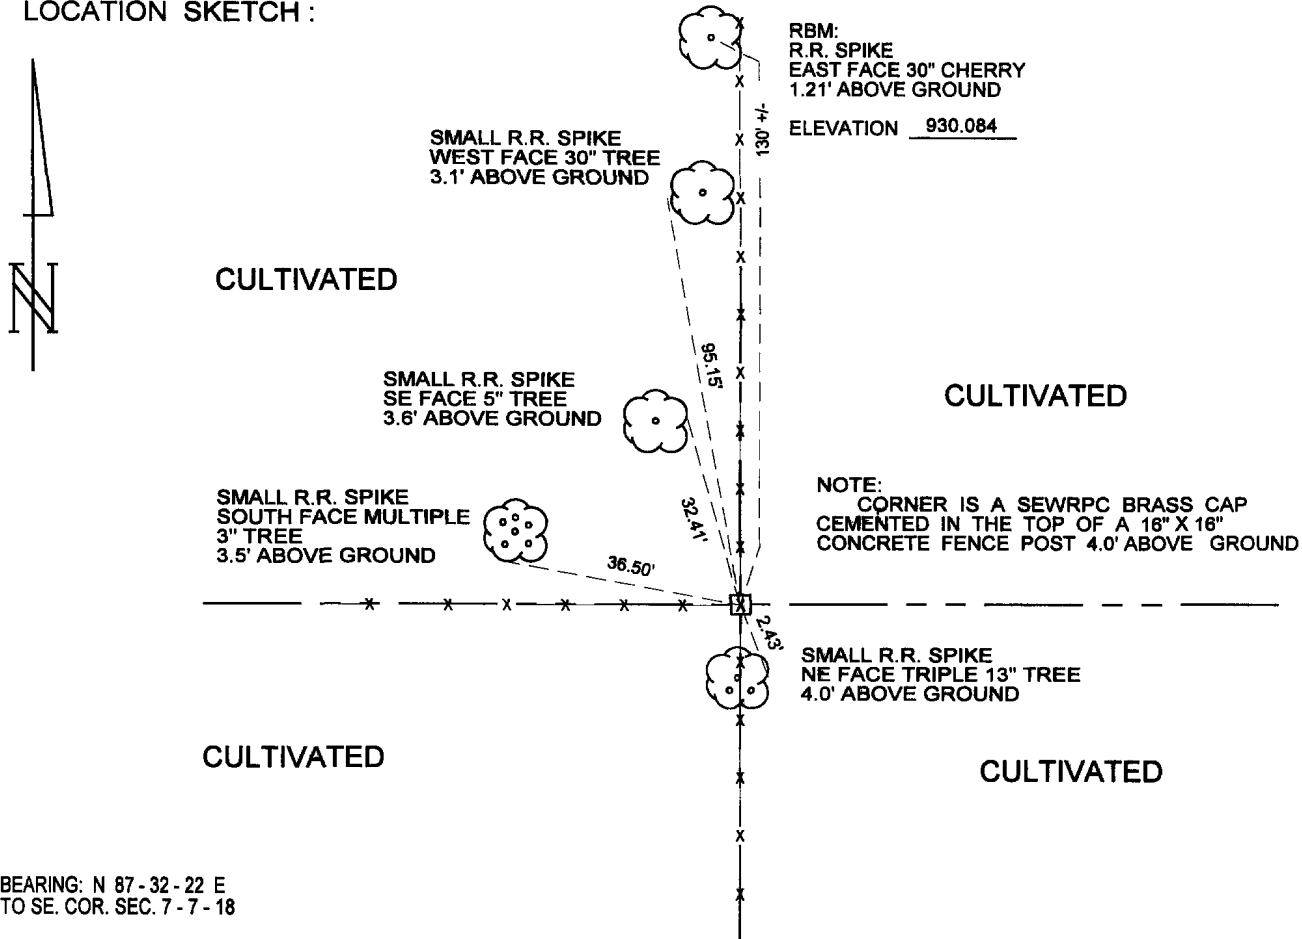 LOCATION SKETCH :
RBM:
R.R. SPIKE
EAST FACE 30" CHERRY
1.21' ABOVE GROUND
ELEVATION 930.084
130' +/-
SMALL R.R. SPIKE
WEST FACE 30" TREE
3.1' ABOVE GROUND
N
CULTIVATED
95.15'
SMALL R.R. SPIKE
SE FACE 5" TREE
3.6' ABOVE GROUND
CULTIVATED
SMALL R.R. SPIKE
SOUTH FACE MULTIPLE
3" TREE
3.5' ABOVE GROUND
32.41'
36.50'
NOTE:
CORNER IS A SEWRPC BRASS CAP
CEMENTED IN THE TOP OF A 16" X 16"
CONCRETE FENCE POST 4.0' ABOVE GROUND
2.43'
SMALL R.R. SPIKE
NE FACE TRIPLE 13" TREE
4.0' ABOVE GROUND
CULTIVATED
CULTIVATED
BEARING: N 87 - 32 - 22 E
TO SE. COR. SEC. 7 - 7 - 18